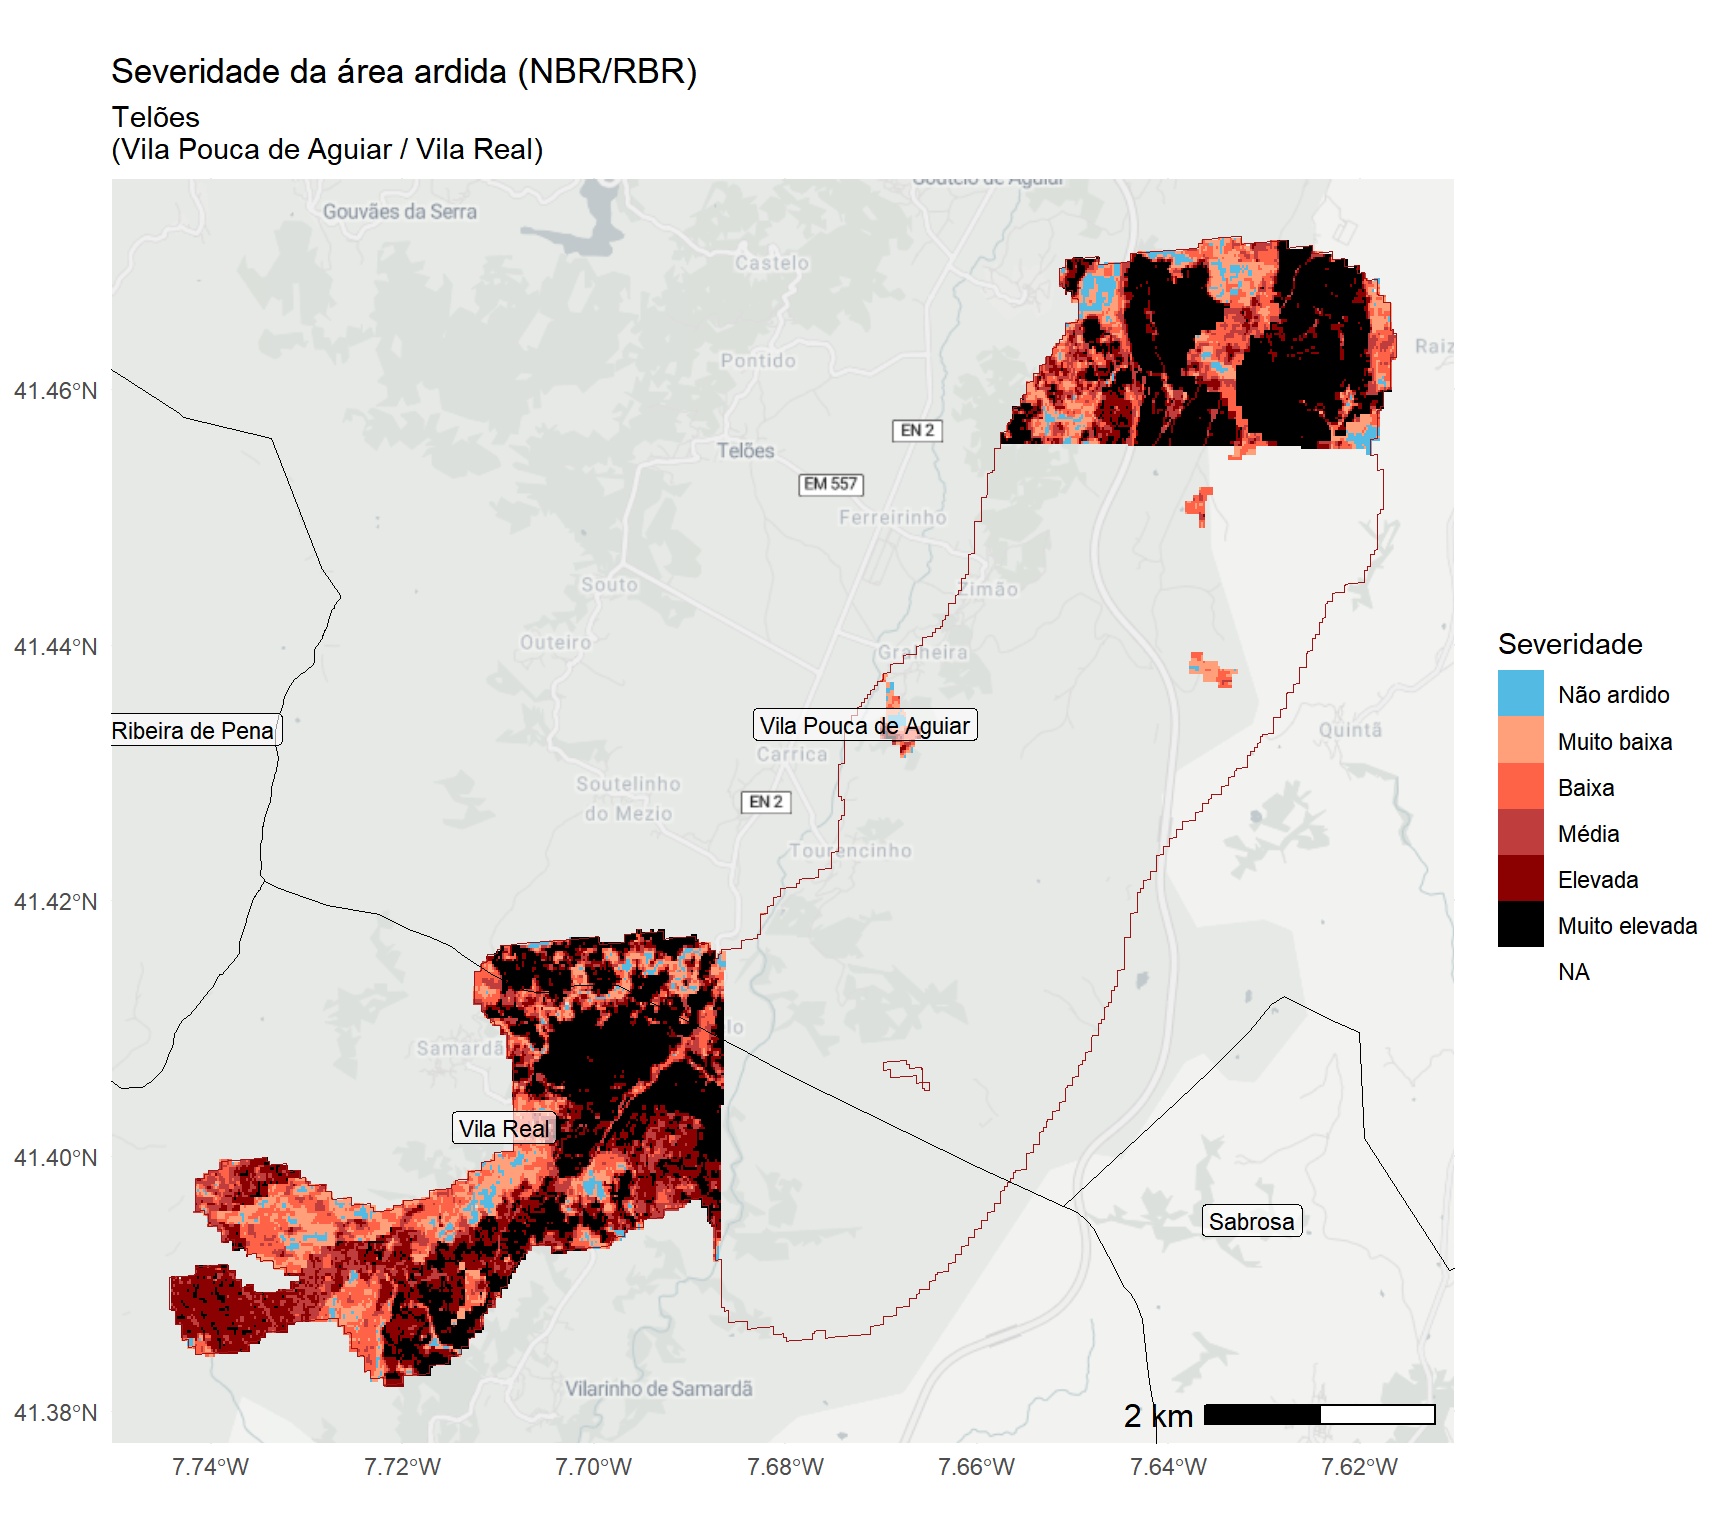 Severidade da área ardida (NBR/RBR)
Telões
(Vila Pouca de Aguiar / Vila Real)
Gouvães da Serra
Castelo
Pontido
41.46°N
EN 2
Telões
EM 557
Ferreirinho
Zimão
Souto
Outeiro
41.44°N
Gralheira
Severidade
Não ardido
Muito baixa
Baixa
Média
Elevada
Muito elevada
NA
Ribeira de Pena
Vila Pouca de Aguiar
Quintã
Carrica
Soutelinho
do Mezio
EN 2
Tourencinho
41.42°N
Samardã
Vila Real
41.40°N
Sabrosa
Vilarinho de Samardã
41.38°N
2 km
7.74°W 7.72°W 7.70°W 7.68°W 7.66°W 7.64°W 7.62°W